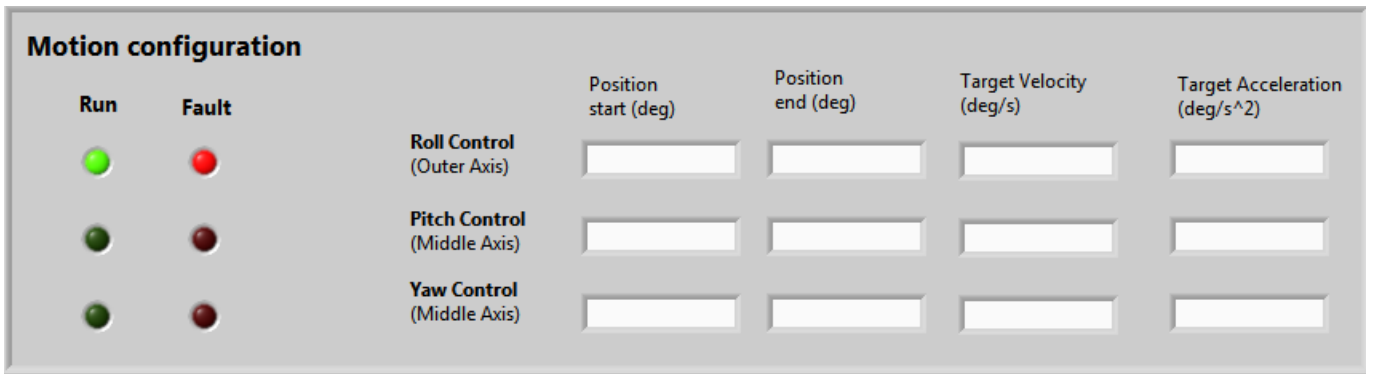 Motion configuration
Run
Fault
Position
start (deg)
Position
end (deg)
Target Velocity
(deg/s)
Target Acceleration
(deg/s^2)
Roll Control
(Outer Axis)
Pitch Control
(Middle Axis)
Yaw Control
(Middle Axis)